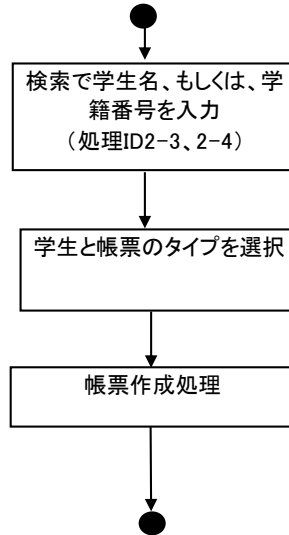 検索で学生名、もしくは、学
籍番号を入力
（処理ID2-3、2-4）
学生と帳票のタイプを選択
帳票作成処理